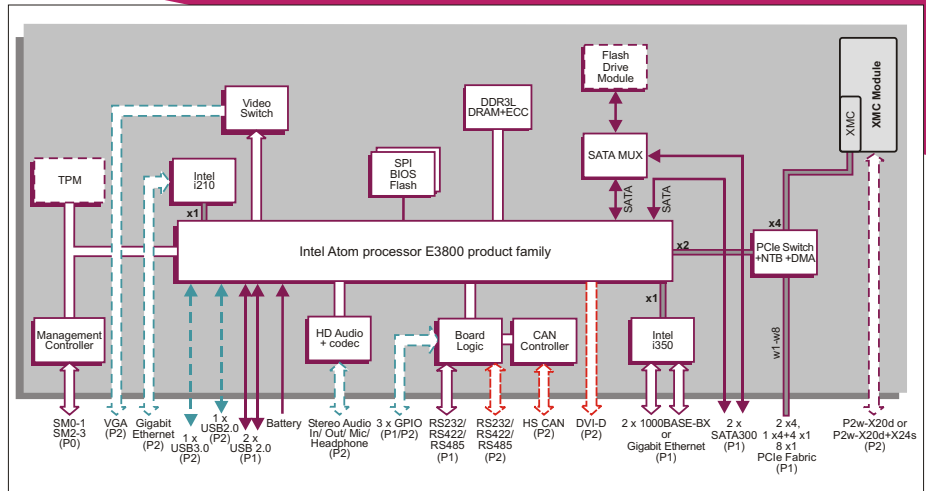 Flash
Drive
Module
XMC Module
XMC
Video
Switch
DDR3L
DRAM+ECC
SATA MUX
TPM
Intel
i210
SPI
BIOS
Flash
SATA
SATA
x1
x4
Intel Atom processor E3800 product family
x2
PCIe Switch
+NTB +DMA
x1
Management
Controller
HD Audio
+ codec
Board
Logic
CAN
Controller
Intel
i350
w1-w8
SM0-1
SM2-3
(P0)
VGA
(P2)
Gigabit
Ethernet
(P2)
1 x
USB3.0
(P2)
1 x
USB2.0
(P2)
2 x
USB 2.0
(P1)
Battery
Stereo Audio
In/ Out/ Mic/
Headphone
(P2)
3 x GPIO
(P1/P2)
RS232/
RS422/
RS485
(P1)
RS232/
RS422/
RS485
(P2)
HS CAN
(P2)
DVI-D
(P2)
2 x 1000BASE-BX
or
Gigabit Ethernet
(P1)
2 x
SATA300
(P1)
2 x4,
1 x4+4 x1
8 x1
PCIe Fabric
(P1)
P2w-X20d or
P2w-X20d+X24s
(P2)